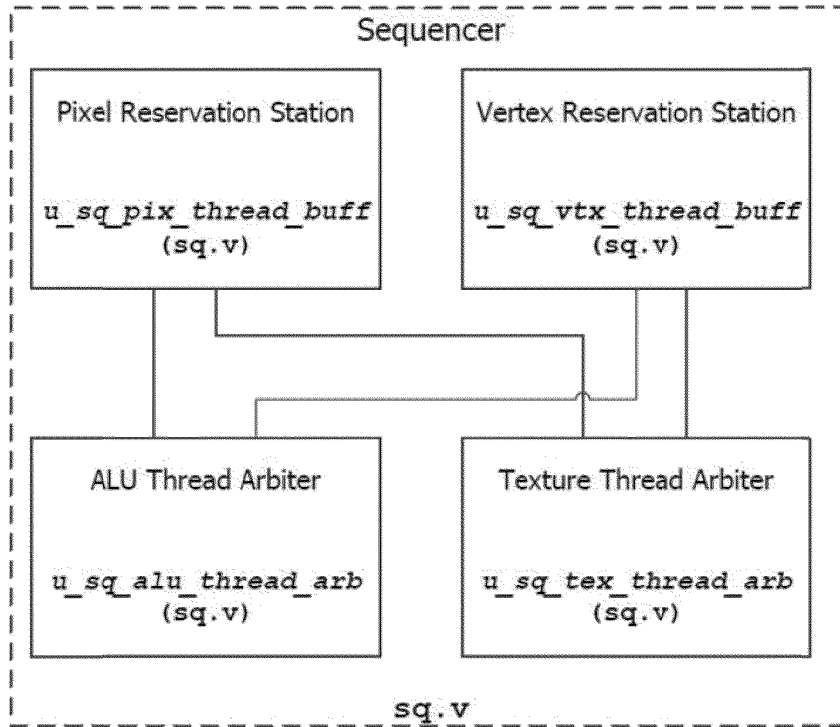 Sequencer
Pixel Reservation Station
u_sq_pix_thread_buff
(sq.v)
Vertex Reservation Station
u_sq_vtx_thread_buff
(sq.v)
ALU Thread Arbiter
u_sq_alu_thread_arb
(sq.v)
Texture Thread Arbiter
u_sq_tex_thread_arb
(sq.v)
sq.v